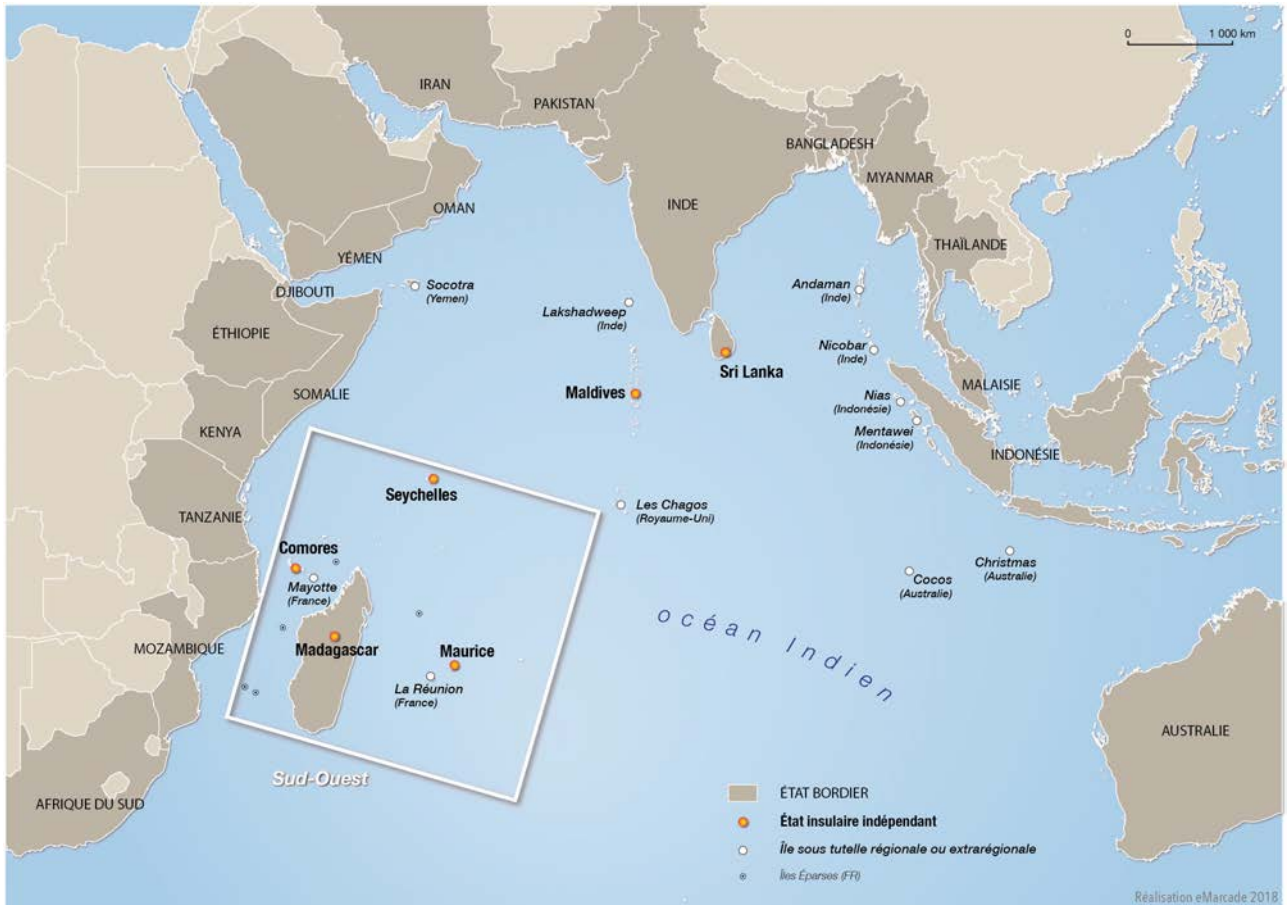 0 1 000 km
IRAN
PAKISTAN
BANGLADESH
MYANMAR
INDE
OMAN
THAÏLANDE
YÉMEN
DJIBOUTI
Socotra
(Yemen)
Andaman
(Inde)
Lakshadweep
(Inde)
ÉTHIOPIE
Nicobar
(Inde)
Sri Lanka
MALAISIE
SOMALIE
Maldives
Nias
(Indonésie)
KENYA
Mentawei
(Indonésie)
INDONÉSIE
Seychelles
Les Chagos
(Royaume-Uni)
TANZANIE
Comores
Christmas
(Australie)
Mayotte
(France)
Cocos
(Australie)
océan Indien
MOZAMBIQUE
Madagascar
Maurice
La Réunion
(France)
AUSTRALIE
Sud-Ouest
AFRIQUE DU SUD
ÉTAT BORDIER
État insulaire indépendant
Île sous tutelle régionale ou extrarégionale
Îles Éparses (FR)
Réalisation eMarcade 2018